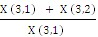 X (3,1) + X (3,2)
X (3,1)